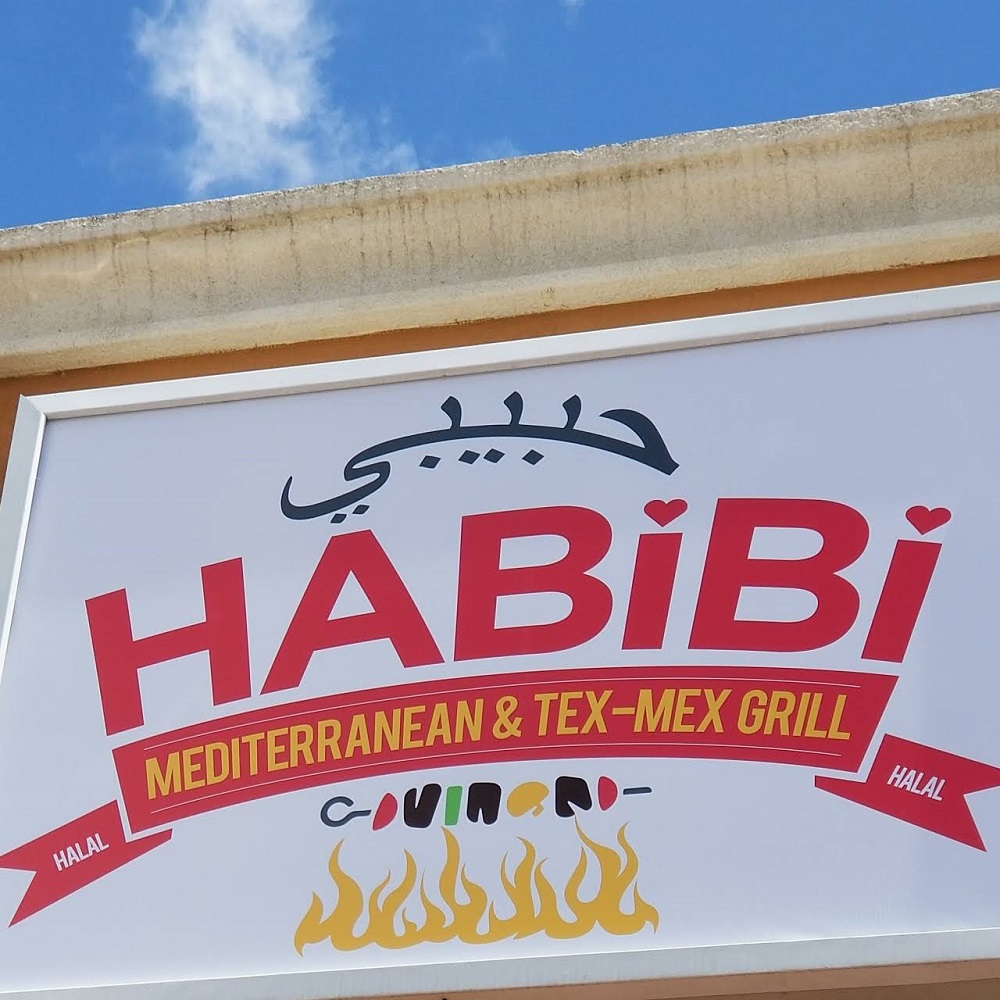 حبيبي
HABiBi
MEDITERRANEAN & TEX-MEX GRILL
HALAL
HALAL